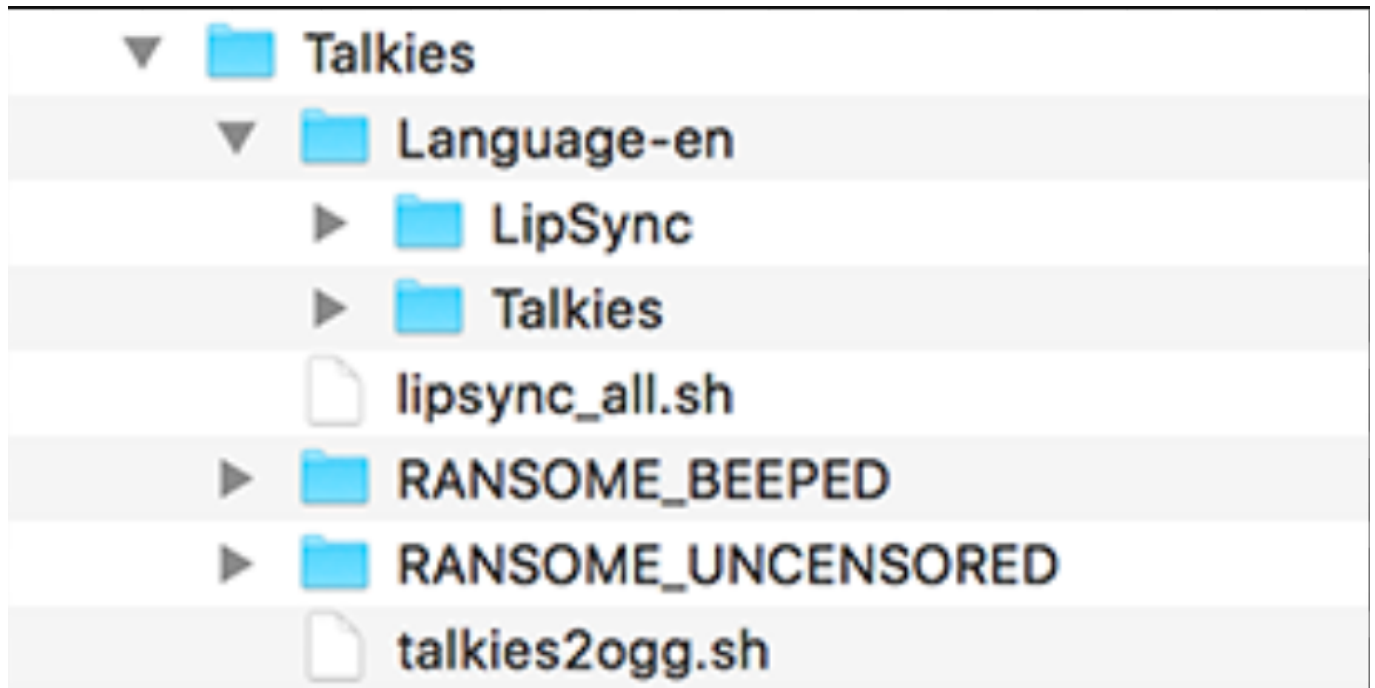 Talkies
Language-en
LipSync
Talkies
lipsync_all.sh
RANSOME_BEEPED
RANSOME_UNCENSORED
talkies2ogg.sh